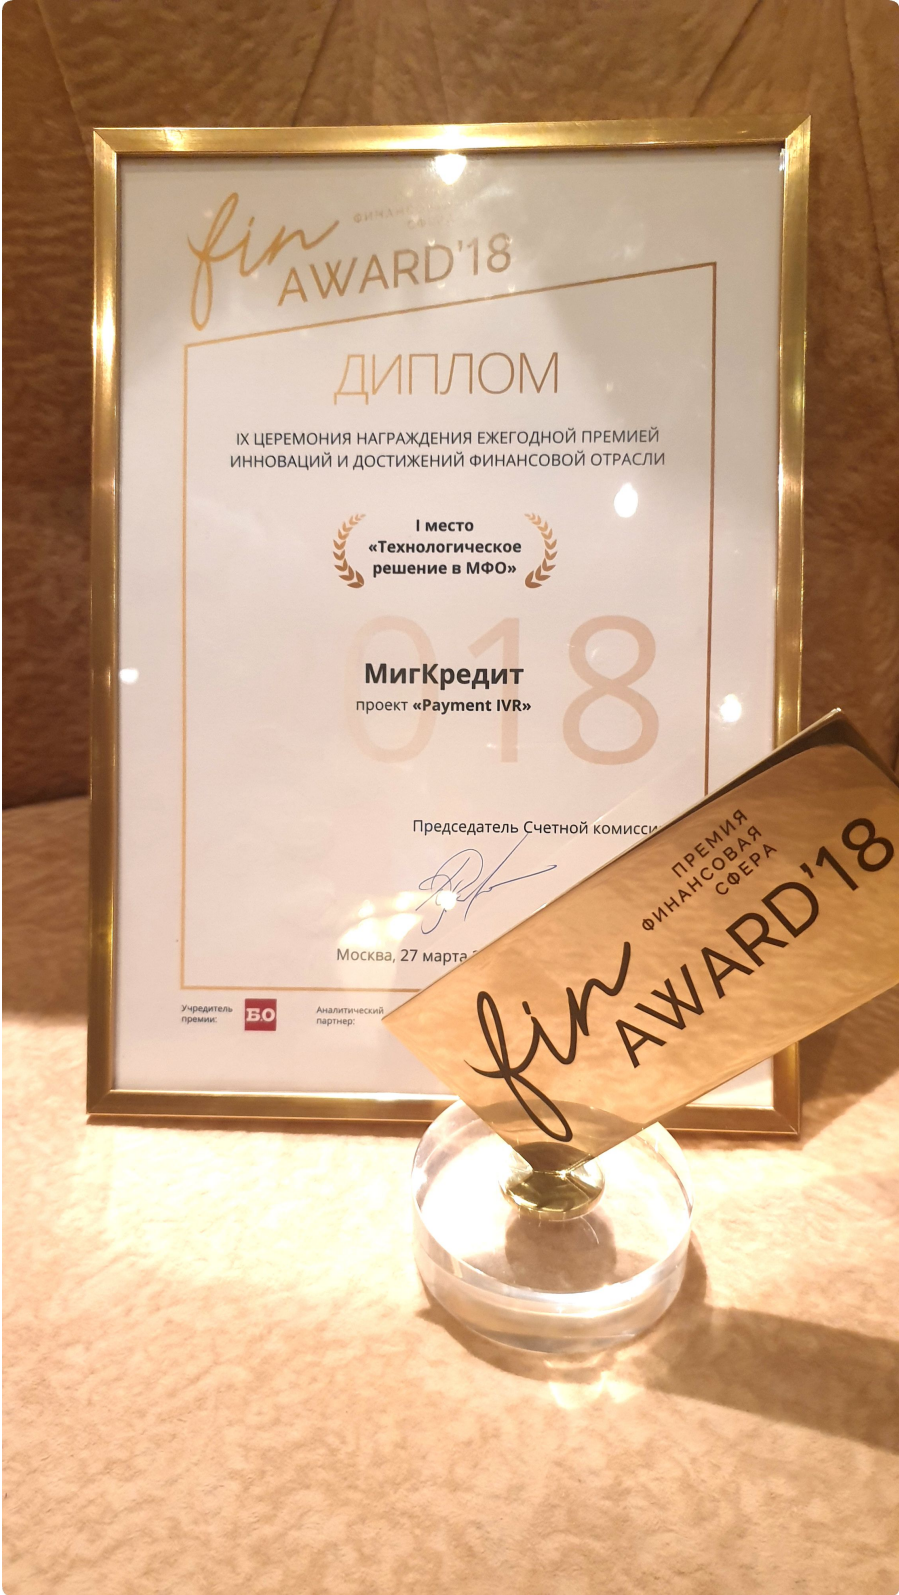 fin
AWARD'18
ДИПЛОМ
IX ЦЕРЕМОНИЯ НАГРАЖДЕНИЯ ЕЖЕГОДНОЙ ПРЕМИЕЙ
ИННОВАЦИЙ И ДОСТИЖЕНИЙ ФИНАНСОВОЙ ОТРАСЛИ
I место
«Технологическое
решение в МФО»
018
МигКредит
проект «Payment IVR»
Председатель Счетной
Москва, 27 марта
Учредитель
премии:
Б.О
Аналитический
партнер:
ПРЕМИЯ
ФИНАНСОВАЯ
СФЕРА
fin
AWARD'18